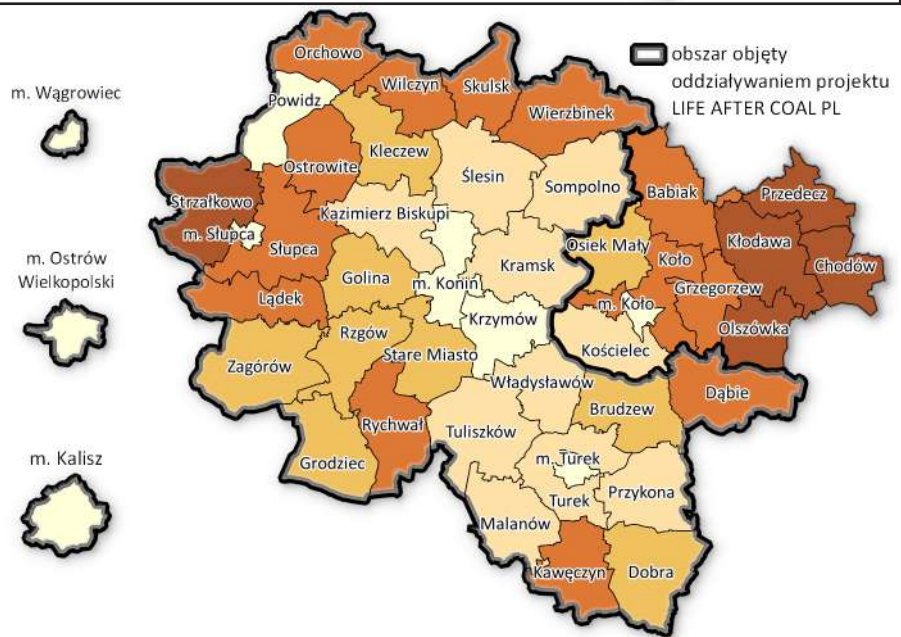 obszar objęty
oddziaływaniem projektu
LIFE AFTER COAL PL
m. Wągrowiec
m. Ostrów
Wielkopolski
m. Kalisz
Orchowo
Powidz
Wilczyn
Skulsk
Wierzbinek
Ostrowite
Kleczew
Ślesin
Sompolno
Strzałkowo
m. Słupca
Słupca
Kazimierz Biskupi
Babiak
Przedecz
Osiek Mały
Kłodawa
Chodów
Golina
m. Konin
Kramsk
Koło
Grzegorzew
Lądek
m. Koło
Krzymów
Olszówka
Rzgów
Stare Miasto
Kościelec
Zagórów
Władysławów
Dąbie
Brudzew
Rychwał
Tuliszków
Grodziec
m. Turek
Turek
Przykona
Malanów
Kawęczyn
Dobra